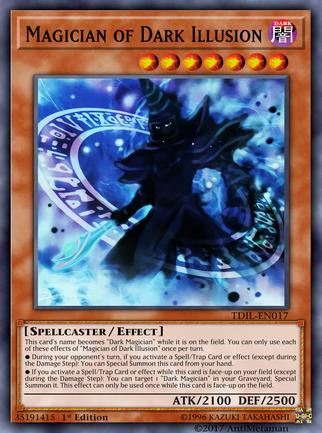 MAGICIAN OF DARK ILLUSION
DARK
闇
TDIL-EN017
[SPELLCASTER / EFFECT]
This card's name becomes "Dark Magician" while it is on the field. You can only use each
of these effects of "Magician of Dark Illusion" once per turn.
● During your opponent's turn, if you activate a Spell/Trap Card or effect (except during
the Damage Step): You can Special Summon this card from your hand.
● If you activate a Spell/Trap Card or effect while this card is face-up on your field (except
during the Damage Step): You can target 1 "Dark Magician" in your Graveyard; Special
Summon it. This effect can only be used while this card is face-up on the field.
ATK/2100 DEF/2500
35191415 1st Edition ©1996 KAZUKI TAKAHASHI
©2017 AntiMetaman